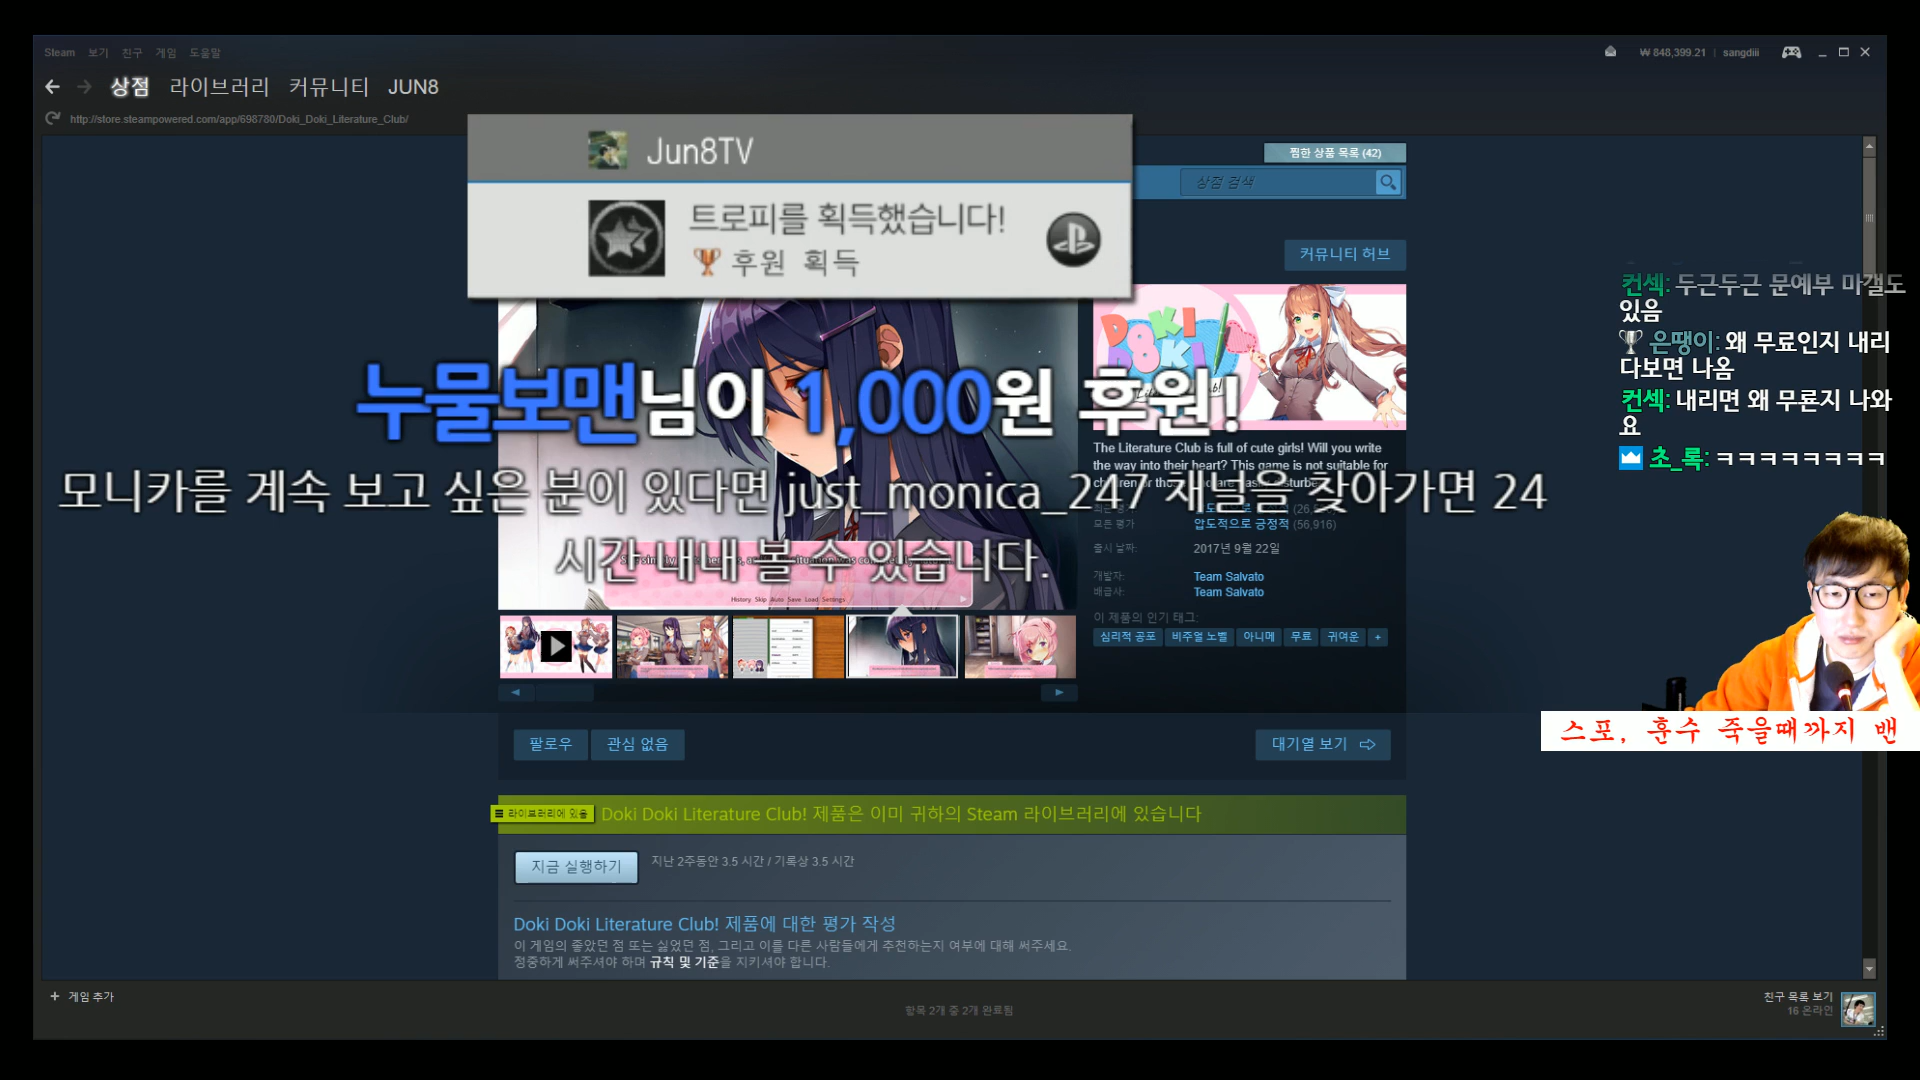 Steam 보기 친구 게임 도움말
₩ 848,399.21 | sangdiii
상점 라이브러리 커뮤니티 JUN8
http://store.steampowered.com/app/698780/Doki_Doki_Literature_Club/
Jun8TV
트로피를 획득했습니다!
후원 획득
찜한 상품 목록 (42)
상점 검색
커뮤니티 허브
DOKI DOKI
누물보맨님이 1,000원 후원!
모니카를 계속 보고 싶은 분이 있다면 just_monica_247 채널을 찾아가면 24
시간 내내 볼 수 있습니다.
The Literature Club is full of cute girls! Will you write
the way into their heart? This game is not suitable for
모든 평가 압도적으로 긍정적 (56,916)
출시 날짜: 2017년 9월 22일
개발자: Team Salvato
배급사: Team Salvato
이 제품의 인기 태그:
심리적 공포 비주얼 노벨 애니메 무료 귀여운 +
History Skip Auto Save Load Settings
컨섹: 두근두근 문예부 마갤도
있음
은땡이: 왜 무료인지 내리
다보면 나옴
컨섹: 내리면 왜 무룐지 나와
요
초_록: ㅋㅋㅋㅋㅋㅋㅋㅋ
스포, 훈수 죽을때까지 밴
팔로우 관심 없음 대기열 보기
라이브러리에 있음 Doki Doki Literature Club! 제품은 이미 귀하의 Steam 라이브러리에 있습니다
지금 실행하기 지난 2주동안 3.5 시간 / 기록상 3.5 시간
Doki Doki Literature Club! 제품에 대한 평가 작성
이 게임의 좋았던 점 또는 싫었던 점, 그리고 이를 다른 사람들에게 추천하는지 여부에 대해 써주세요.
정중하게 써주셔야 하며 규칙 및 기준을 지키셔야 합니다.
+ 게임 추가
항목 2개 중 2개 완료됨
친구 목록 보기
16 온라인